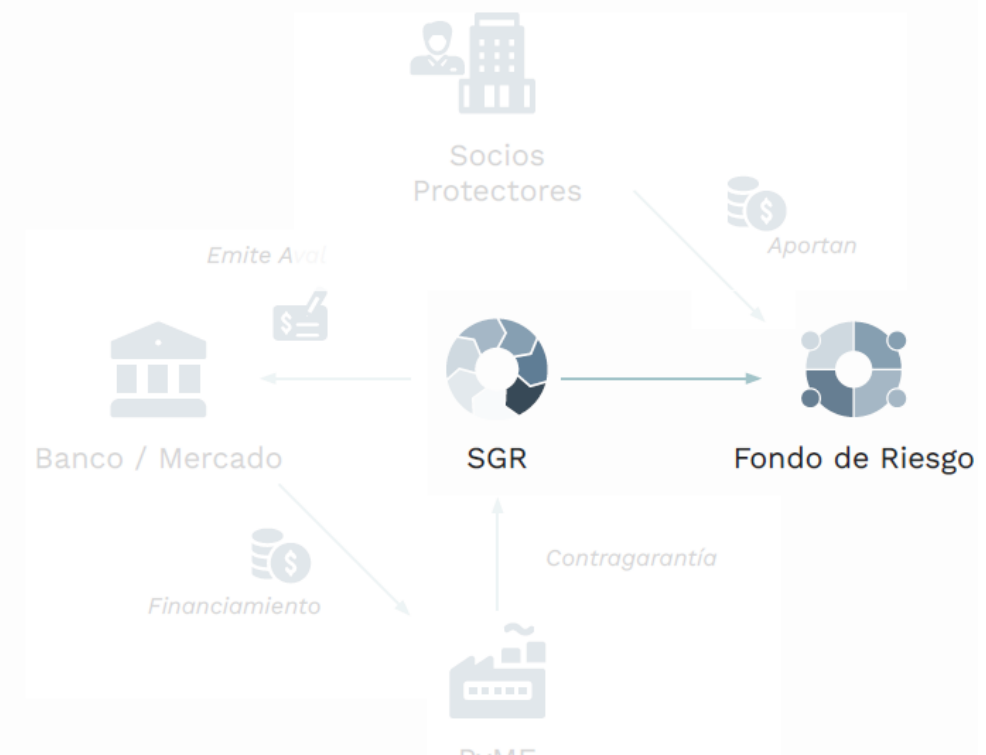 Socios
Protectores
Aportan
Emite Aval
$
Banco / Mercado
SGR
Fondo de Riesgo
Contragarantía
Financiamiento